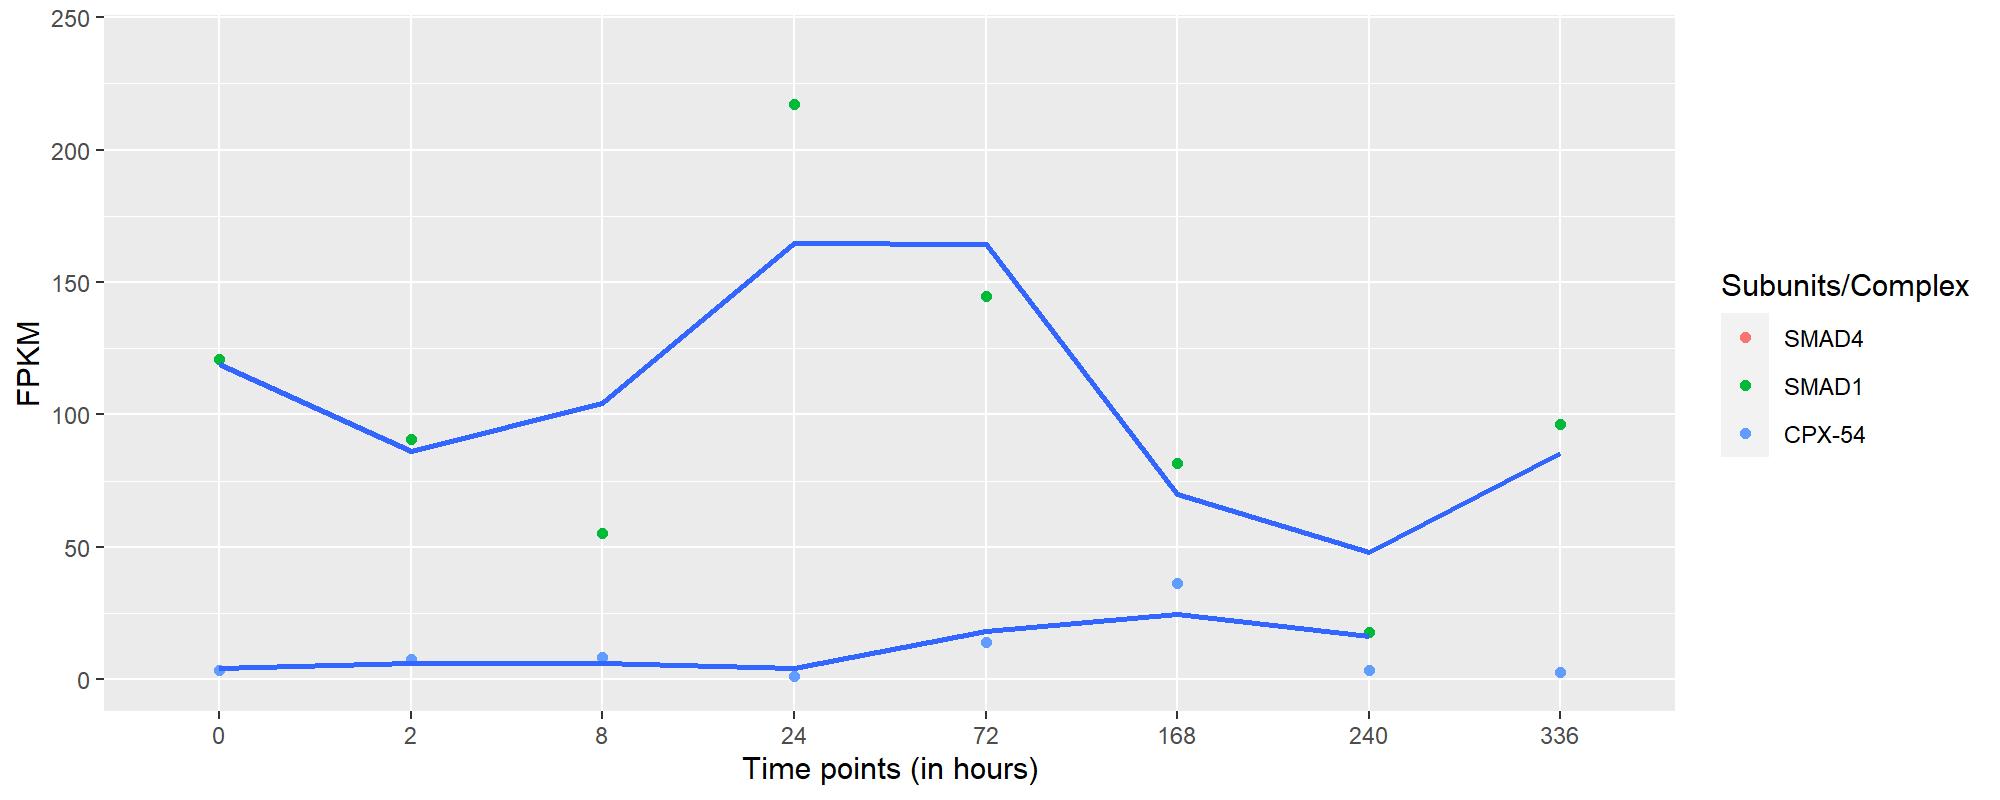 250
200
150
100
50
0
FPKM
0 2 8 24 72 168 240 336
Time points (in hours)
Subunits/Complex
SMAD4
SMAD1
CPX-54